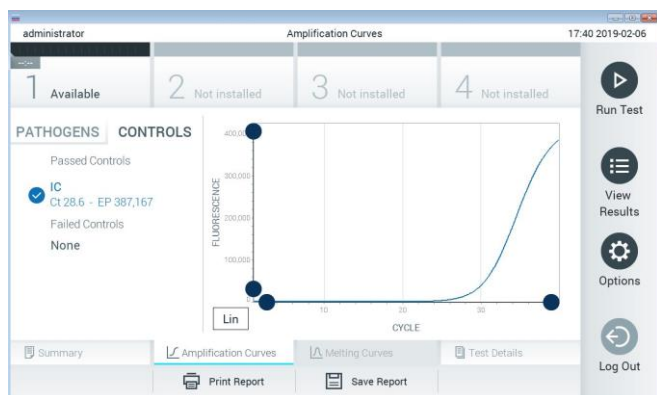 administrator
Amplification Curves
17:40 2019-02-06
--:--
1 Available
2 Not installed
3 Not installed
4 Not installed
Run Test
PATHOGENS CONTROLS
Passed Controls
IC
Ct 28.6 - EP 387,167
Failed Controls
None
400,000
300,000
200,000
100,000
0
FLUORESCENCE
10 20 30
CYCLE
Lin
View
Results
Options
Log Out
Summary
Amplification Curves
Melting Curves
Test Details
Print Report
Save Report